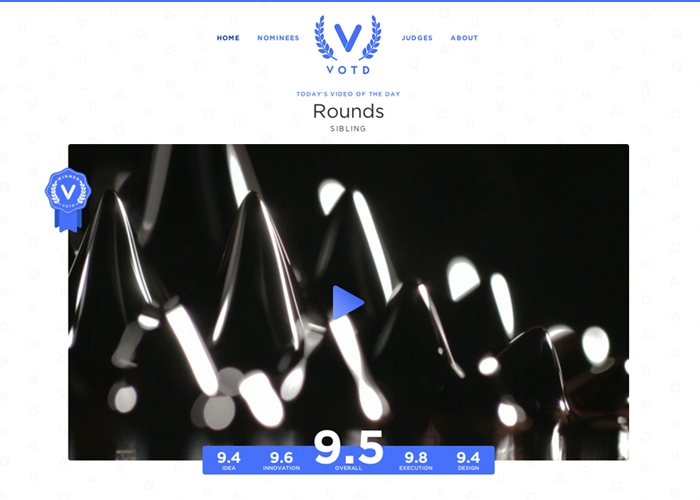 HOME NOMINEES JUDGES ABOUT
VOTD
TODAY'S VIDEO OF THE DAY
Rounds
SIBLING
WINNER
V
VOTD
9.4 9.6 9.5 9.8 9.4
IDEA INNOVATION OVERALL EXECUTION DESIGN